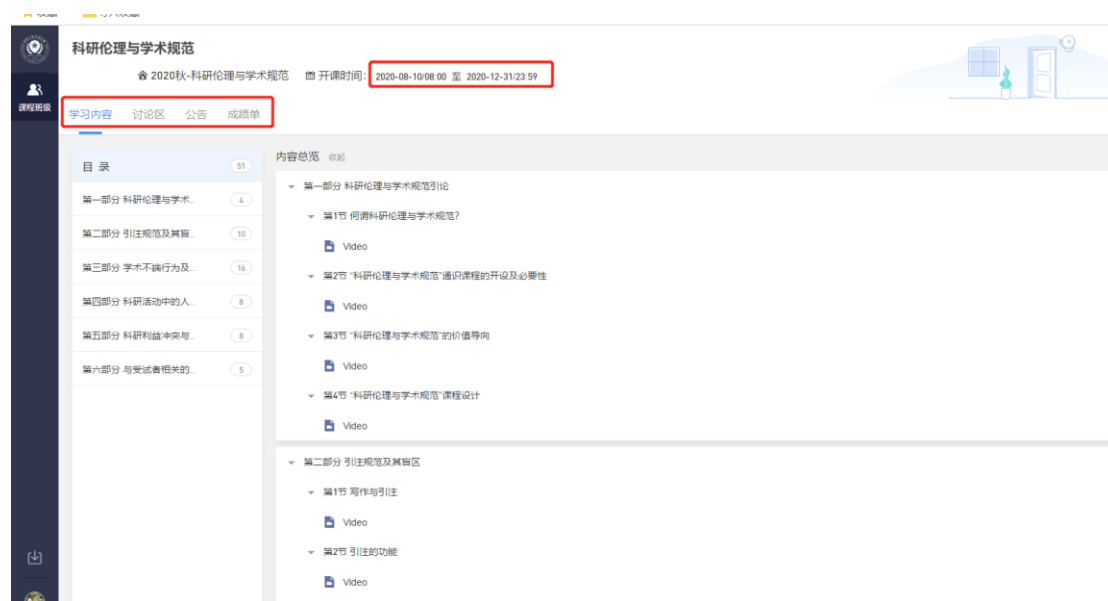 科研伦理与学术规范
2020秋-科研伦理与学术规范 开课时间: 2020-08-10/08:00 至 2020-12-31/23:59
课程班级
学习内容 讨论区 公告 成绩单
目 录 51
第一部分 科研伦理与学术... 4
第二部分 引注规范及其盲... 10
第三部分 学术不端行为及... 16
第四部分 科研活动中的人... 8
第五部分 科研利益冲突与... 8
第六部分 与受试者相关的... 5
内容总览 收起
第一部分 科研伦理与学术规范引论
第1节 何谓科研伦理与学术规范?
Video
第2节 “科研伦理与学术规范”通识课程的开设及必要性
Video
第3节 “科研伦理与学术规范”的价值导向
Video
第4节 “科研伦理与学术规范”课程设计
Video
第二部分 引注规范及其盲区
第1节 写作与引注
Video
第2节 引注的功能
Video